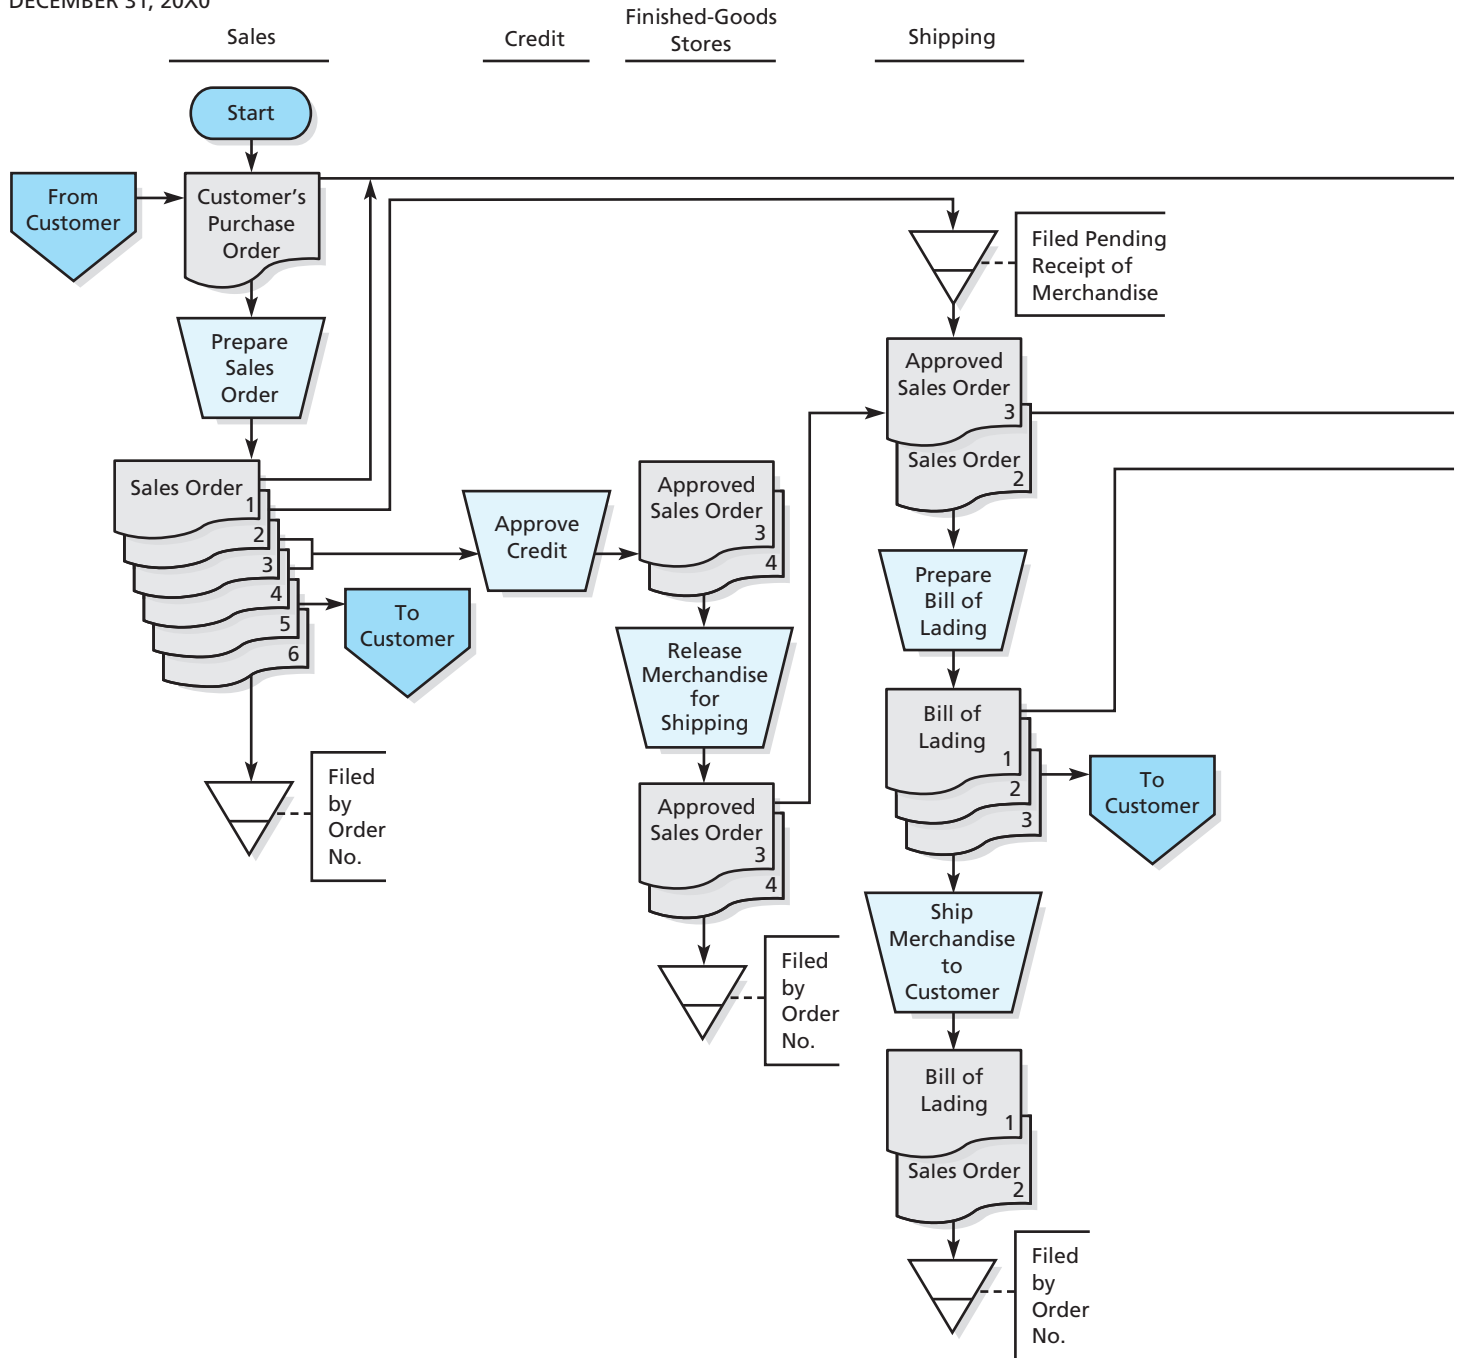 DECEMBER 31, 20X0
Sales
Credit
Finished-Goods
Stores
Shipping
Start
From
Customer
Customer's
Purchase
Order
Prepare
Sales
Order
Sales Order
1
2
3
4
5
6
To
Customer
Filed
by
Order
No.
Approve
Credit
Approved
Sales Order
3
4
Release
Merchandise
for
Shipping
Approved
Sales Order
3
4
Filed
by
Order
No.
Filed Pending
Receipt of
Merchandise
Approved
Sales Order
3
Sales Order
2
Prepare
Bill of
Lading
Bill of
Lading
1
2
3
To
Customer
Ship
Merchandise
to
Customer
Bill of
Lading
1
Sales Order
2
Filed
by
Order
No.